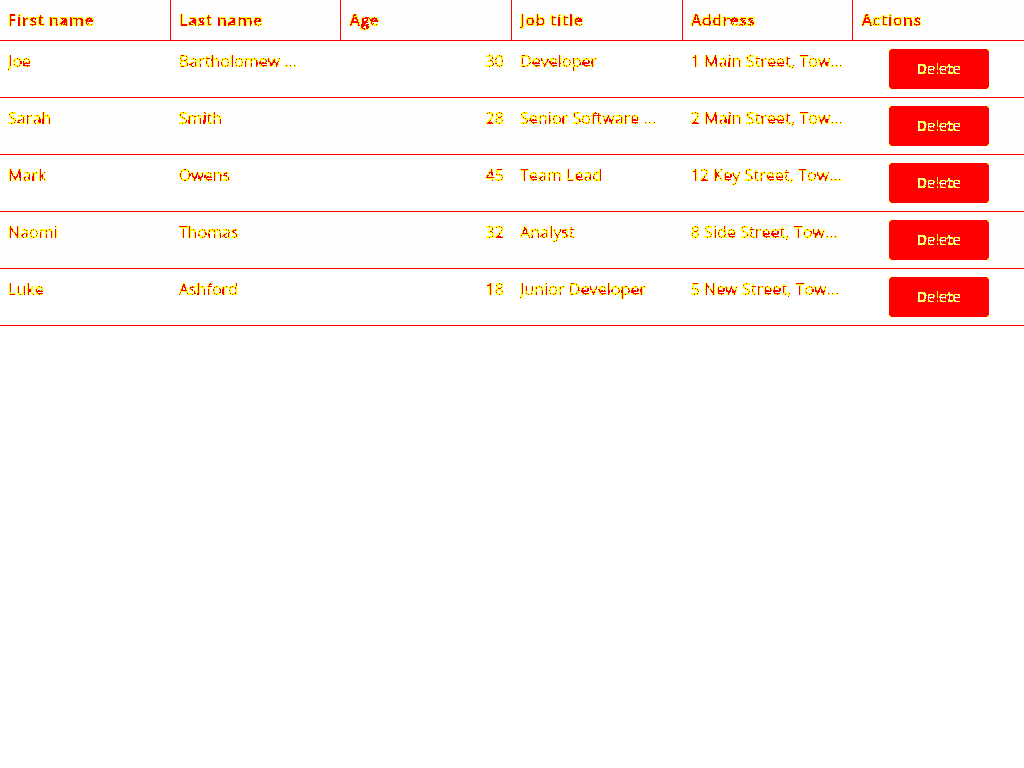 First name Last name Age Job title Address Actions
Joe Bartholomew ... 30 Developer 1 Main Street, Tow... Delete
Sarah Smith 28 Senior Software ... 2 Main Street, Tow... Delete
Mark Owens 45 Team Lead 12 Key Street, Tow... Delete
Naomi Thomas 32 Analyst 8 Side Street, Tow... Delete
Luke Ashford 18 Junior Developer 5 New Street, Tow... Delete